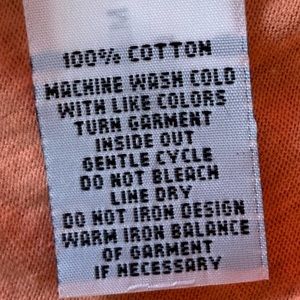 100% COTTON
MACHINE WASH COLD
WITH LIKE COLORS
TURN GARMENT
INSIDE OUT
GENTLE CYCLE
DO NOT BLEACH
LINE DRY
DO NOT IRON DESIGN
WARM IRON BALANCE
OF GARMENT
IF NECESSARY